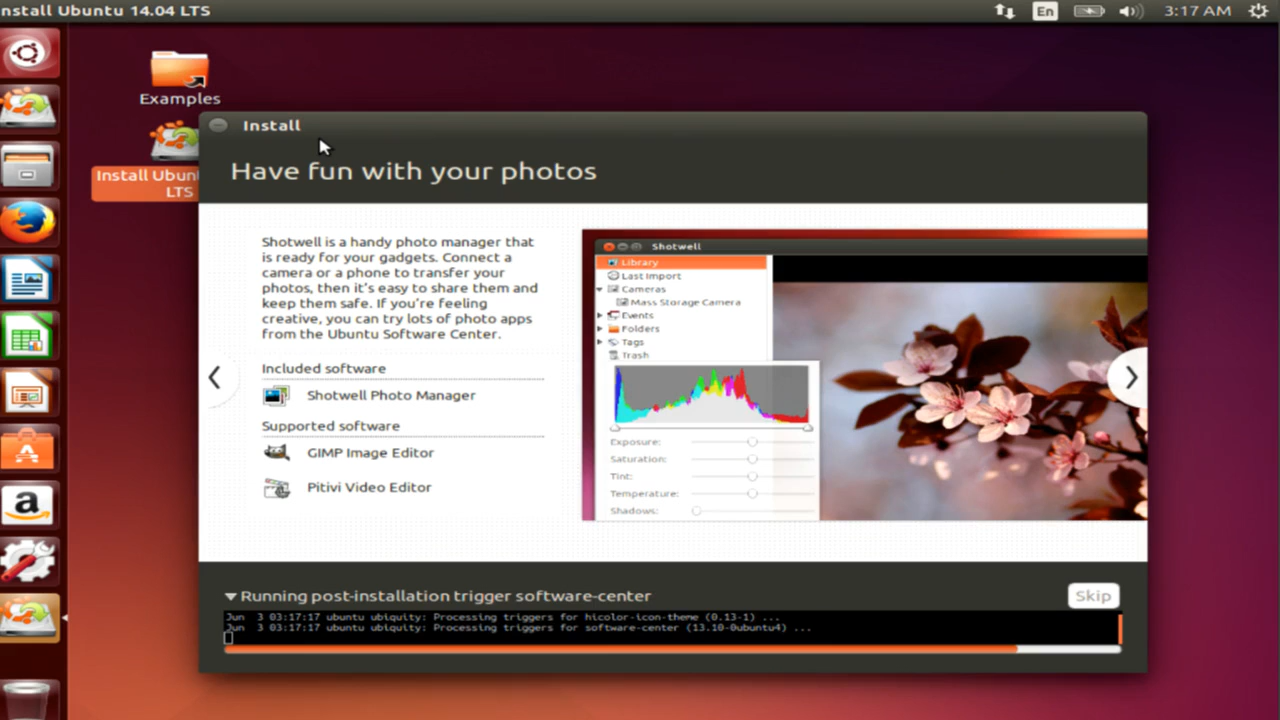 nstall Ubuntu 14.04 LTS
En
3:17 AM
Examples
Install Ubun
LTS
a
Install
Have fun with your photos
Shotwell is a handy photo manager that
is ready for your gadgets. Connect a
camera or a phone to transfer your
photos, then it's easy to share them and
keep them safe. If you're feeling
creative, you can try lots of photo apps
from the Ubuntu Software Center.
Included software
Shotwell Photo Manager
Supported software
GIMP Image Editor
Pitivi Video Editor
Shotwell
Library
Last Import
Cameras
Mass Storage Camera
Events
Folders
Tags
Trash
Exposure:
Saturation:
Tint:
Temperature:
Shadows:
Running post-installation trigger software-center
Skip
Jun 3 03:17:17 ubuntu ubiquity: Processing triggers for hicolor-icon-theme (0.13-1) ...
Jun 3 03:17:17 ubuntu ubiquity: Processing triggers for software-center (13.10-0ubuntu4) ...